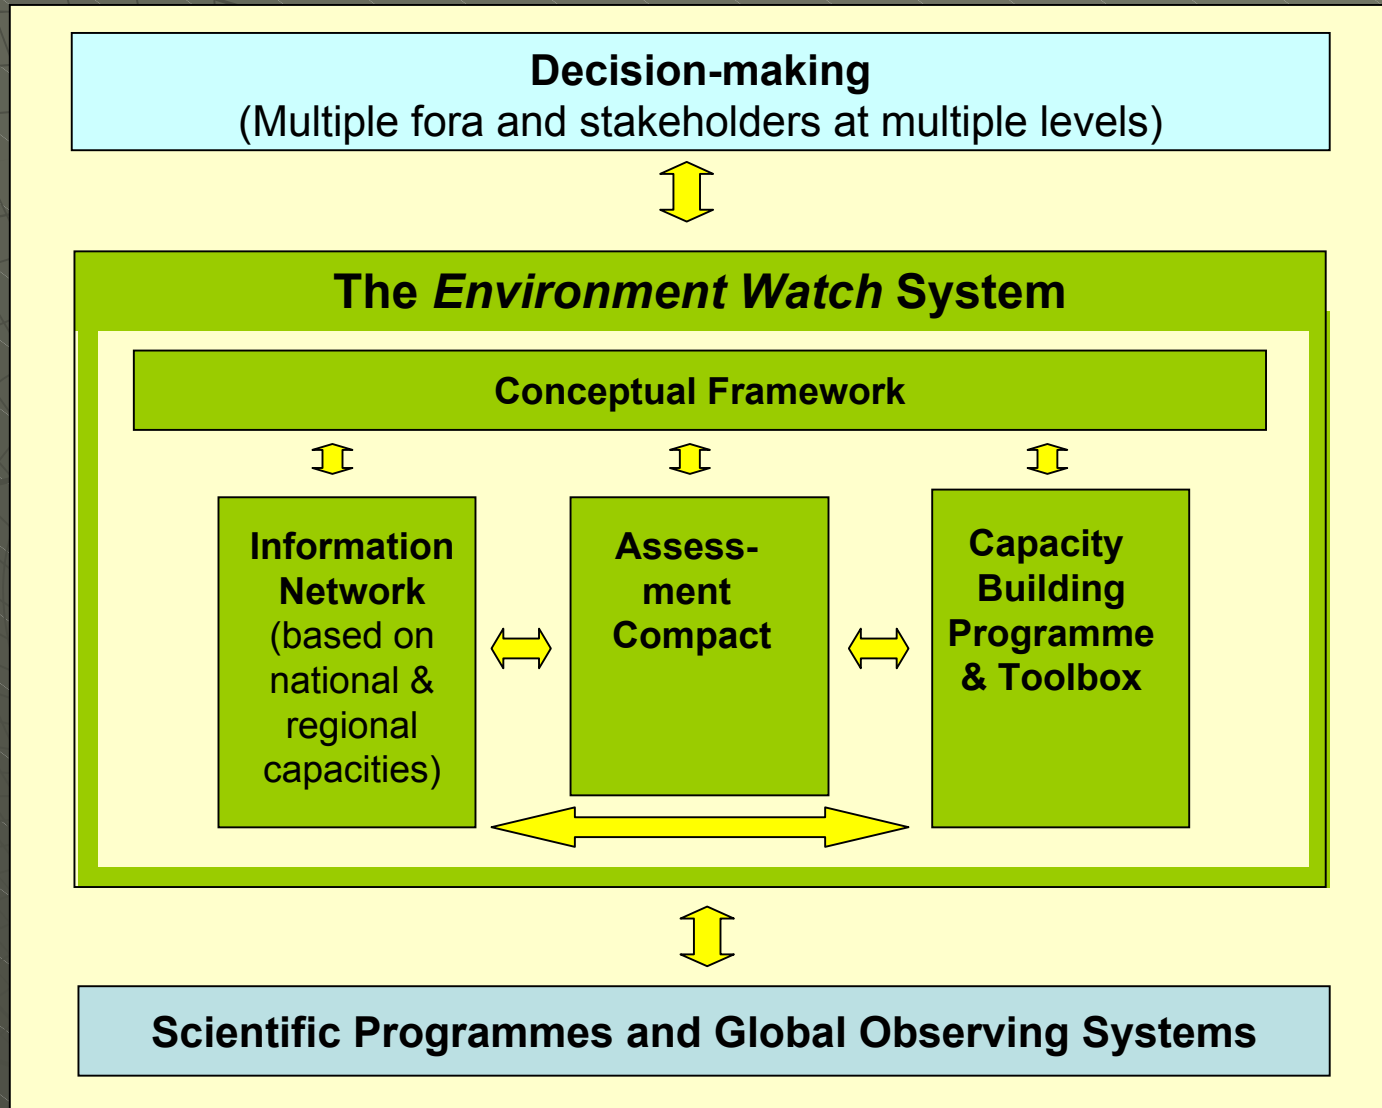 Decision-making
(Multiple fora and stakeholders at multiple levels)
The Environment Watch System
Conceptual Framework
Information
Network
(based on
national &
regional
capacities)
Assess-
ment
Compact
Capacity
Building
Programme
& Toolbox
Scientific Programmes and Global Observing Systems